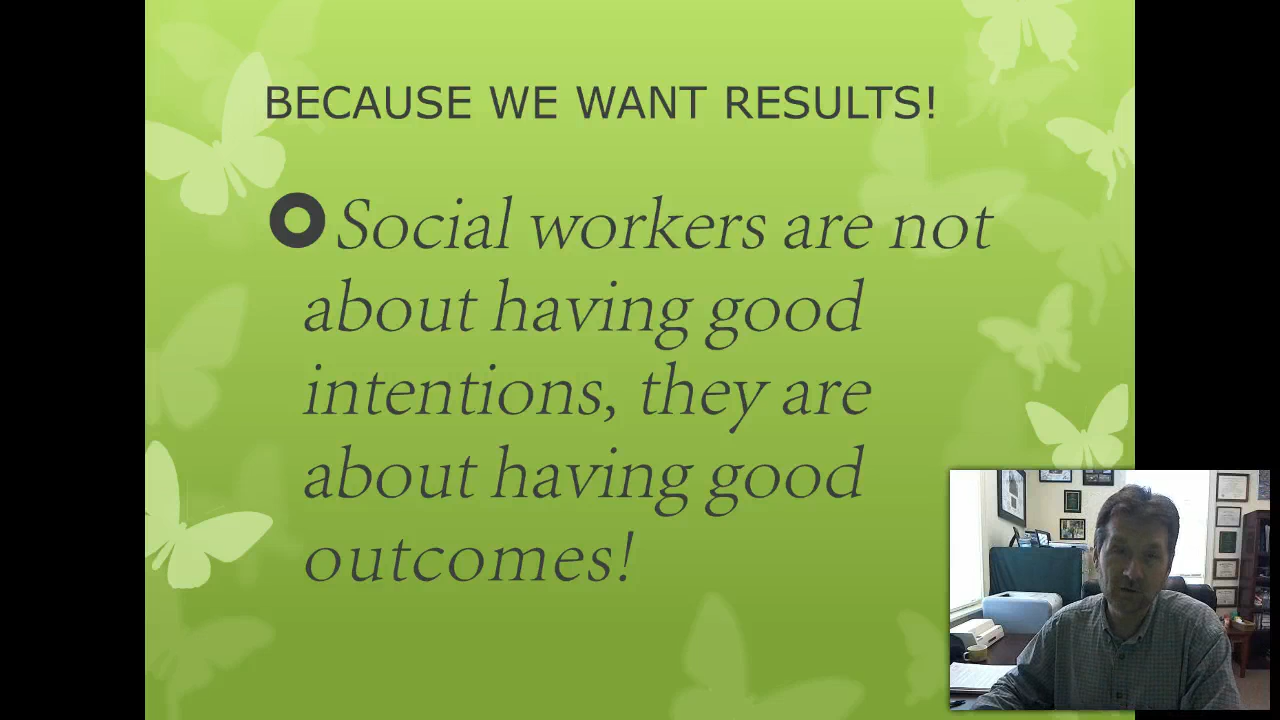 BECAUSE WE WANT RESULTS!
Social workers are not
about having good
intentions, they are
about having good
outcomes!